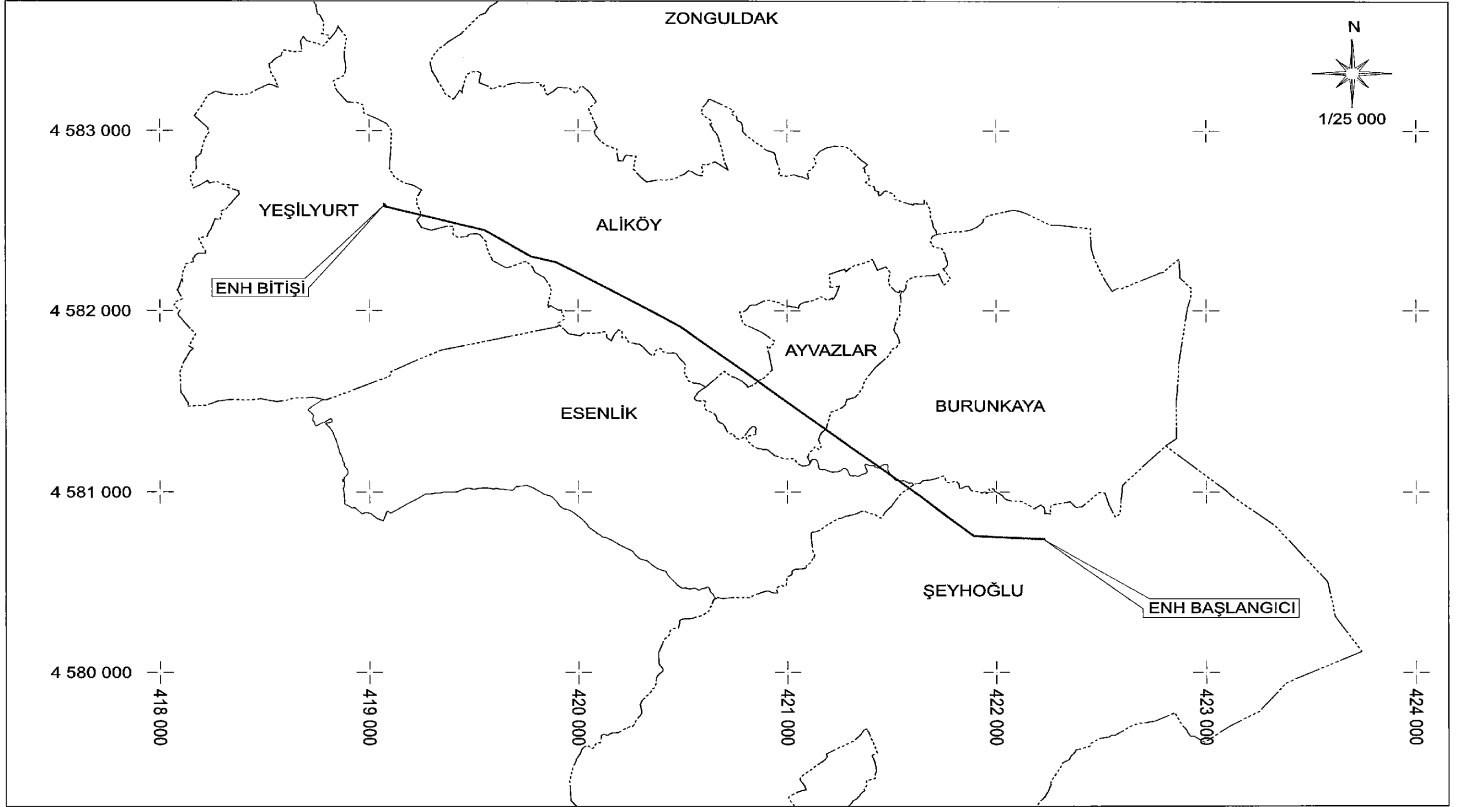 ZONGULDAK
N
1/25 000
4 583 000
YEŞİLYURT
ALİKÖY
ENH BİTİŞİ
4 582 000
AYVAZLAR
BURUNKAYA
ESENLİK
4 581 000
ŞEYHOĞLU
ENH BAŞLANGICI
4 580 000
418 000
419 000
420 000
421 000
422 000
423 000
424 000